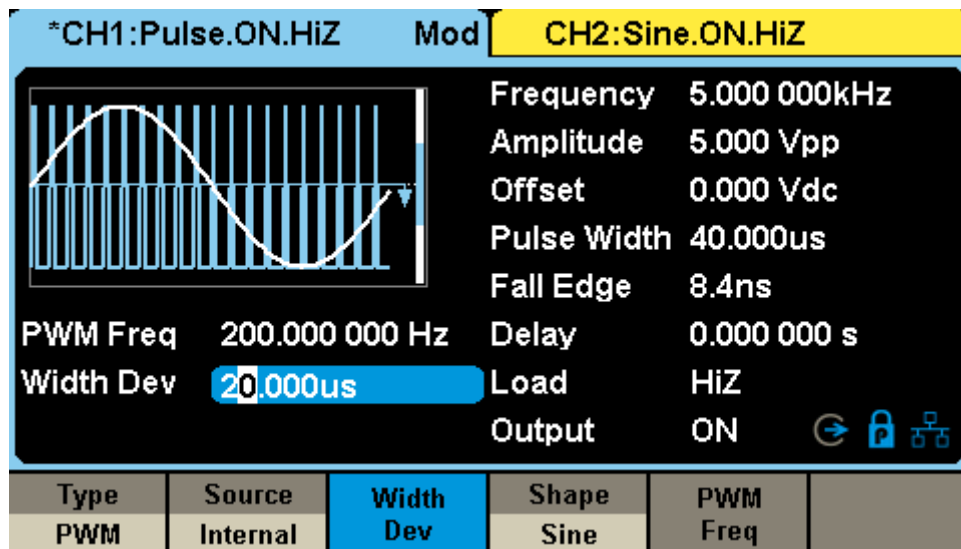 *CH1:Pulse.ON.HiZ Mod CH2:Sine.ON.HiZ
Frequency 5.000 000kHz
Amplitude 5.000 Vpp
Offset 0.000 Vdc
Pulse Width 40.000us
Fall Edge 8.4ns
PWM Freq 200.000 000 Hz Delay 0.000 000 s
Width Dev 20.000us Load HiZ
Output ON P
Type Source Width Shape PWM
PWM Internal Dev Sine Freq